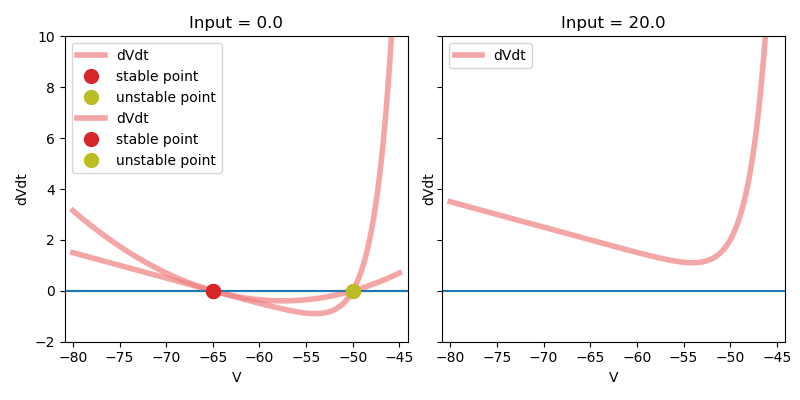 Input = 0.0
dVdt
stable point
unstable point
dVdt
stable point
unstable point
10
8
6
4
2
0
−2
dVdt
−80 −75 −70 −65 −60 −55 −50 −45
V
Input = 20.0
dVdt
dVdt
−80 −75 −70 −65 −60 −55 −50 −45
V